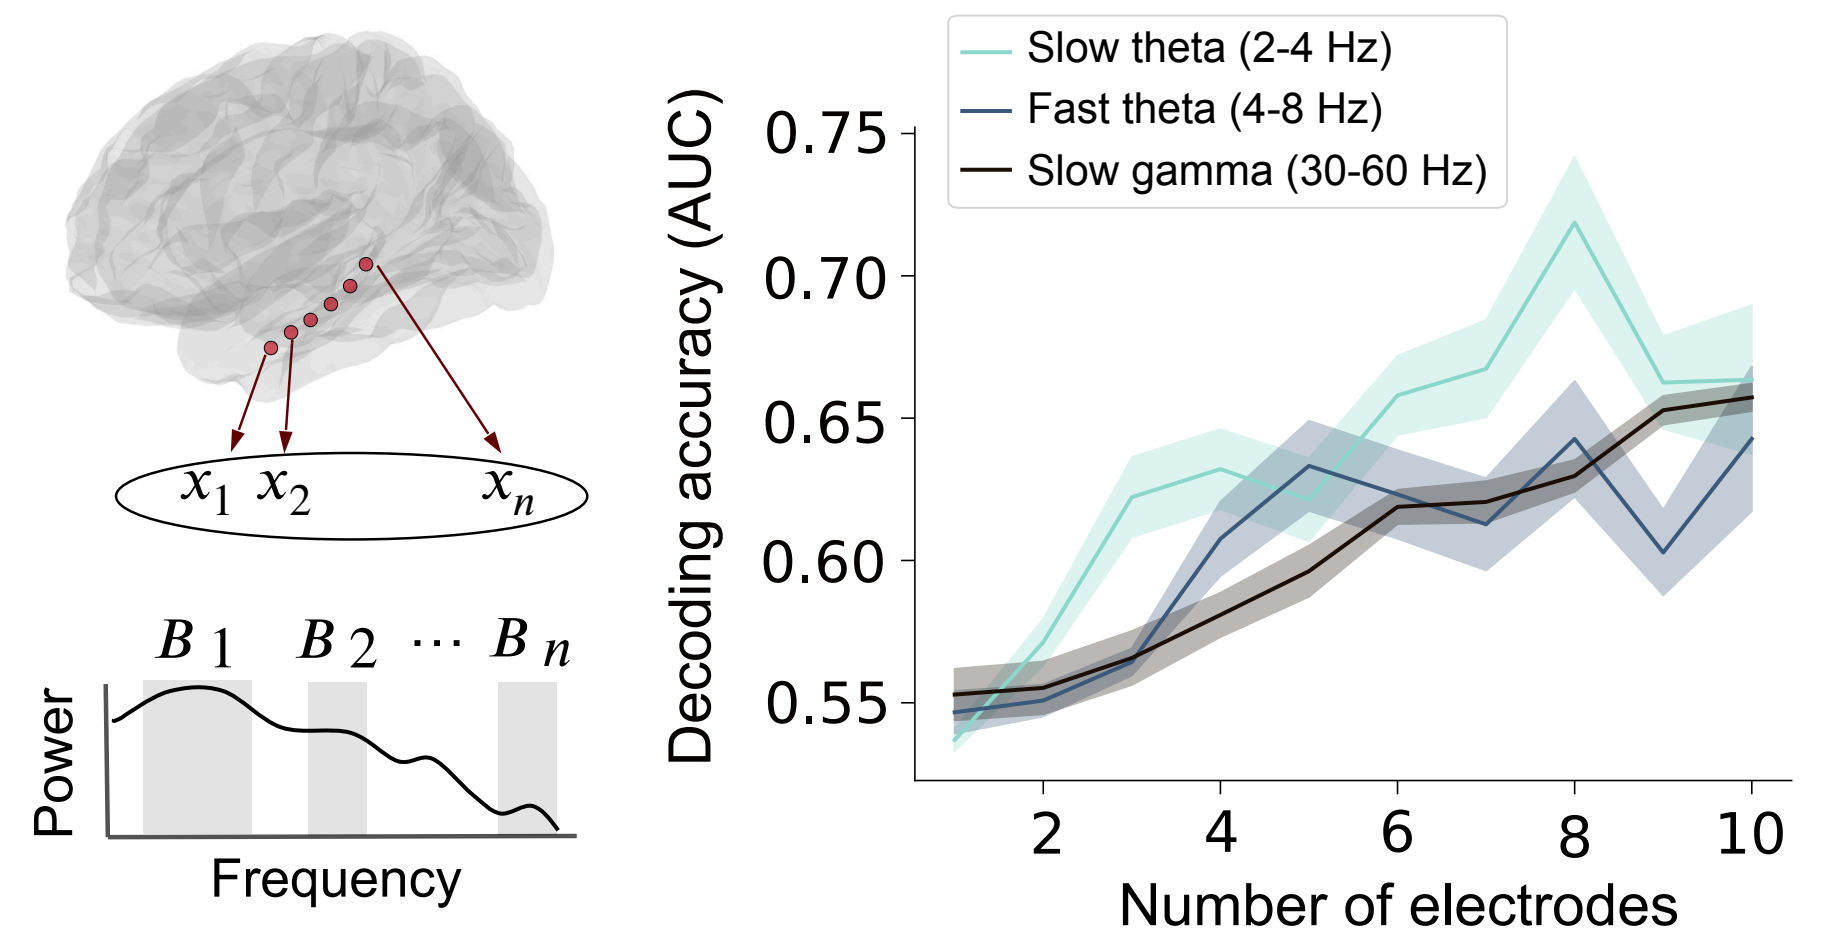 x1 x2 xn
B 1 B 2 ... B n
Power
Frequency
Slow theta (2-4 Hz)
Fast theta (4-8 Hz)
Slow gamma (30-60 Hz)
Decoding accuracy (AUC)
0.75
0.70
0.65
0.60
0.55
2 4 6 8 10
Number of electrodes